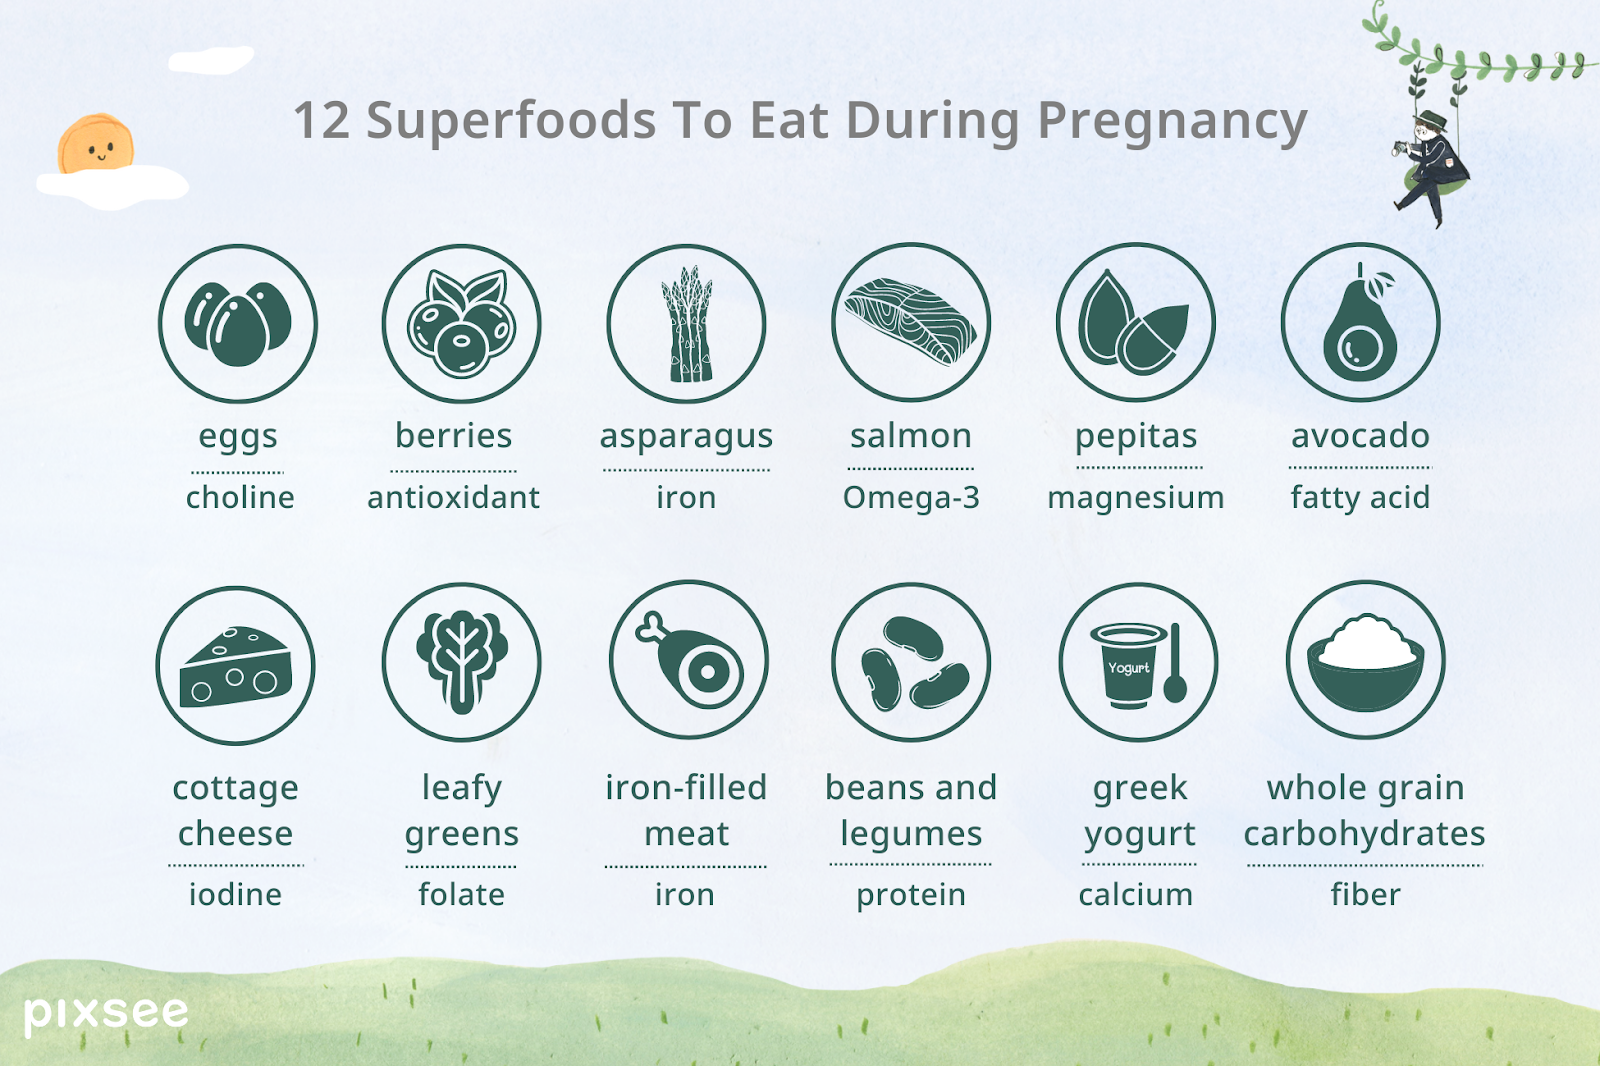 12 Superfoods To Eat During Pregnancy
eggs
choline
berries
antioxidant
asparagus
iron
salmon
Omega-3
pepitas
magnesium
avocado
fatty acid
cottage
cheese
iodine
leafy
greens
folate
iron-filled
meat
iron
beans and
legumes
protein
Yogurt
greek
yogurt
calcium
whole grain
carbohydrates
fiber
pixsee